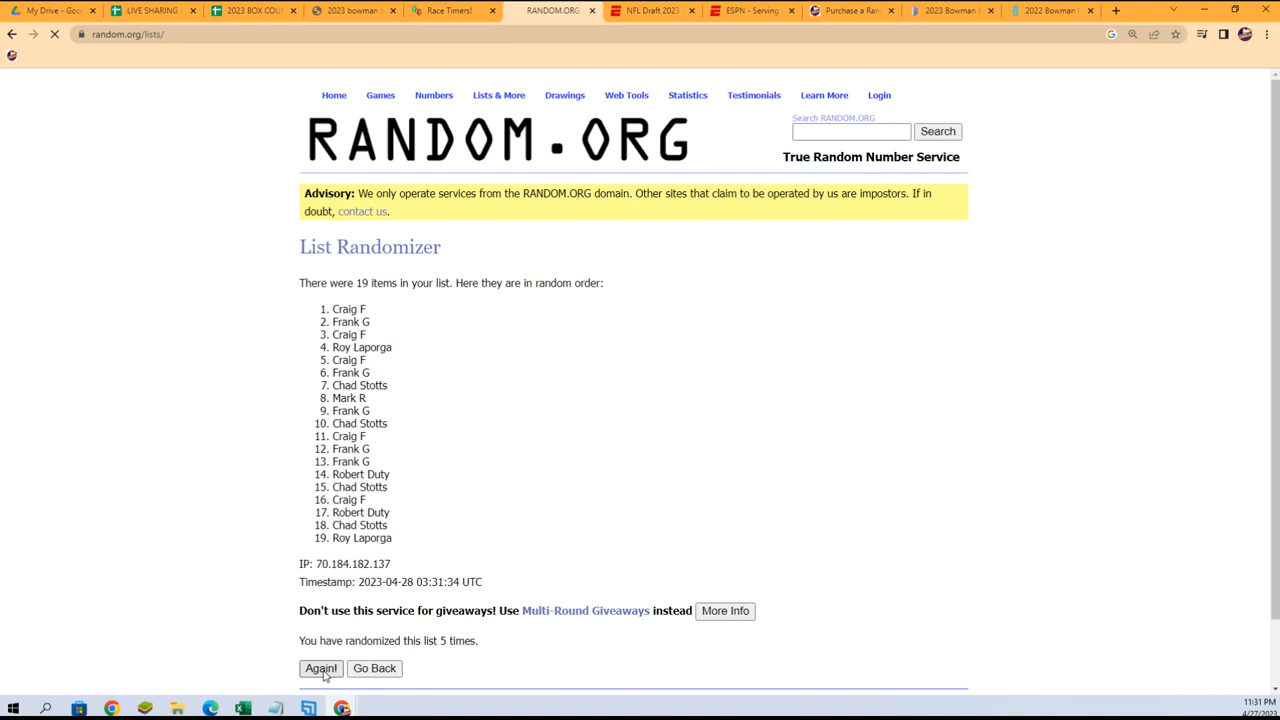 My Drive - Goo
LIVE SHARING
2023 BOX COU
2023 bowman
Race Timers!
RANDOM.ORG
NFL Draft 2023
ESPN - Serving
Purchase a Ran
2023 Bowman
2022 Bowman
random.org/lists/
Home Games Numbers Lists & More Drawings Web Tools Statistics Testimonials Learn More Login
RANDOM.ORG
Search RANDOM.ORG
Search
True Random Number Service
Advisory: We only operate services from the RANDOM.ORG domain. Other sites that claim to be operated by us are impostors. If in
doubt, contact us.
List Randomizer
There were 19 items in your list. Here they are in random order:
1. Craig F
2. Frank G
3. Craig F
4. Roy Laporga
5. Craig F
6. Frank G
7. Chad Stotts
8. Mark R
9. Frank G
10. Chad Stotts
11. Craig F
12. Frank G
13. Frank G
14. Robert Duty
15. Chad Stotts
16. Craig F
17. Robert Duty
18. Chad Stotts
19. Roy Laporga
IP: 70.184.182.137
Timestamp: 2023-04-28 03:31:34 UTC
Don't use this service for giveaways! Use Multi-Round Giveaways instead More Info
You have randomized this list 5 times.
Again! Go Back
11:31 PM
4/27/2023